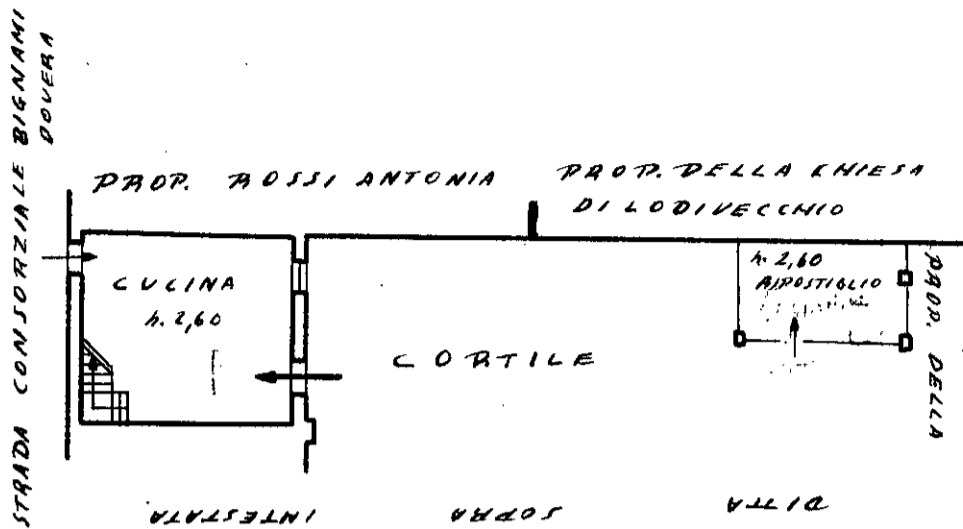 STRADA CONSORZIALE BIGNAMI
DOVERA
PROP. ROSSI ANTONIA
PROP. DELLA CHIESA
DI LODIVECCHIO
CUCINA
h. 2,60
CORTILE
h. 2,60
RIPOSTIGLIO
PROP. DELLA
DITTA SOPRA INTESTATA